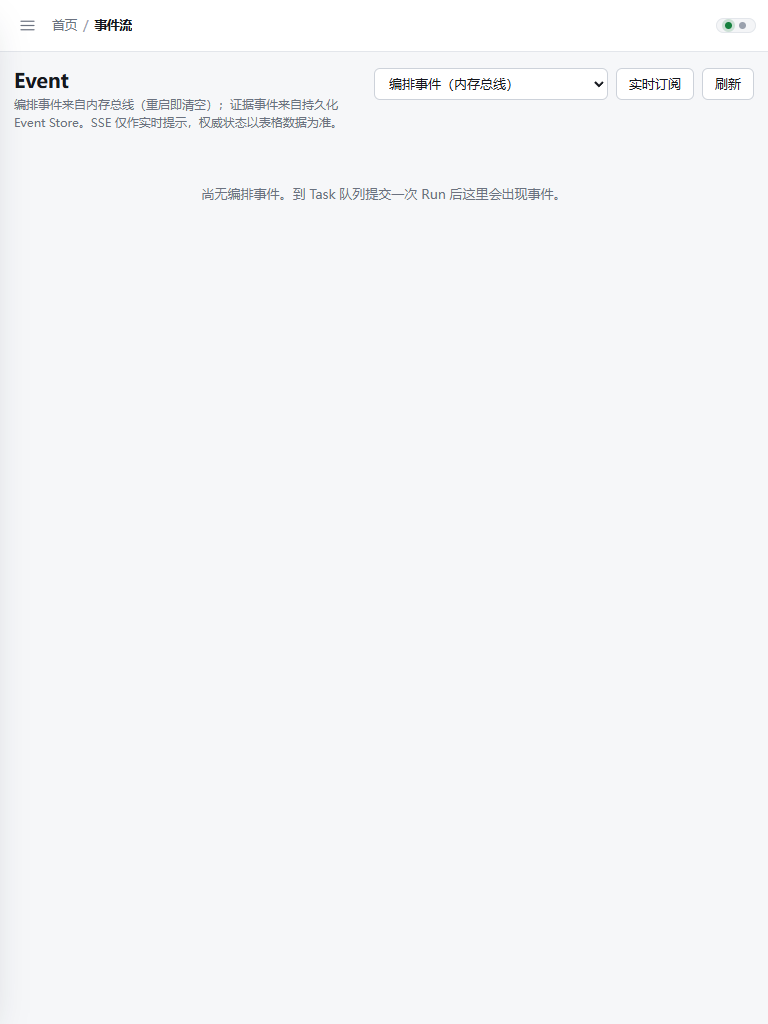 首页 / 事件流
Event
编排事件来自内存总线（重启即清空）；证据事件来自持久化
Event Store。SSE 仅作实时提示，权威状态以表格数据为准。
编排事件（内存总线）
实时订阅
刷新
尚无编排事件。到 Task 队列提交一次 Run 后这里会出现事件。